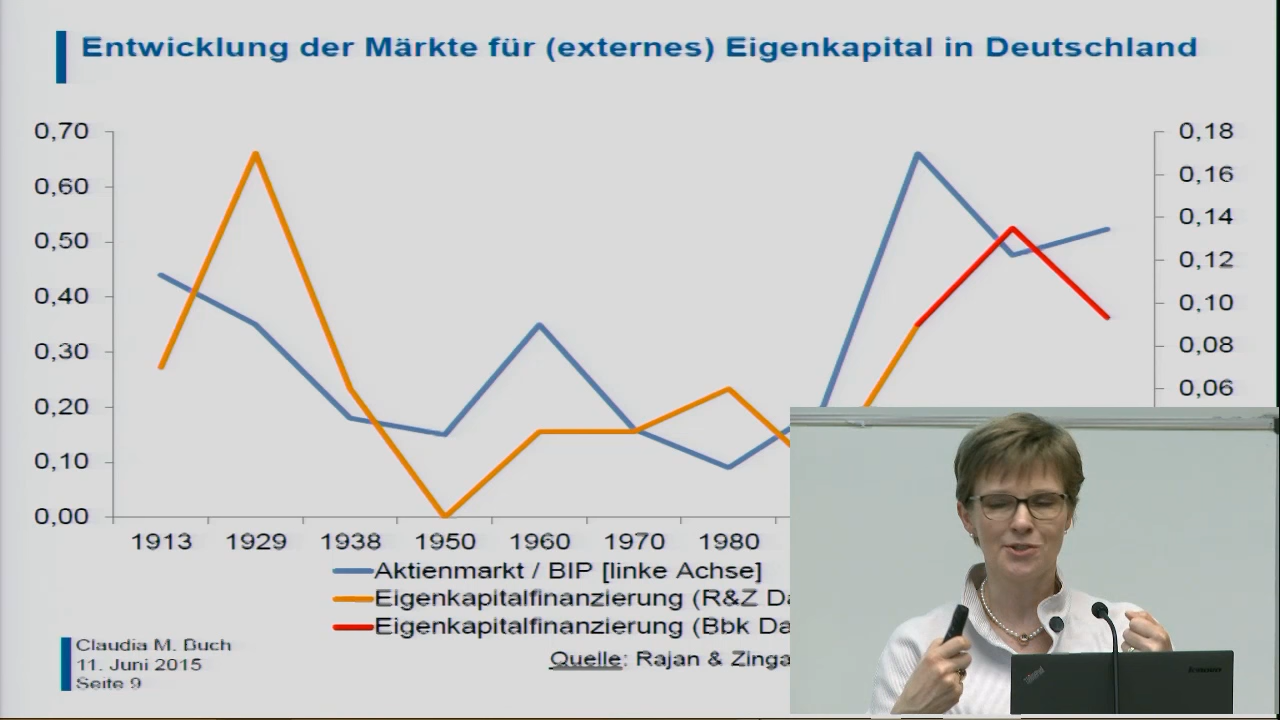 Entwicklung der Märkte für (externes) Eigenkapital in Deutschland
0,70
0,60
0,50
0,40
0,30
0,20
0,10
0,00
0,18
0,16
0,14
0,12
0,10
0,08
0,06
1913 1929 1938 1950 1960 1970 1980
Aktienmarkt / BIP [linke Achse]
Eigenkapitalfinanzierung (R&Z Da
Eigenkapitalfinanzierung (Bbk Da
Quelle: Rajan & Zinga
Claudia M. Buch
11. Juni 2015
Seite 9
ThinkPad
lenovo